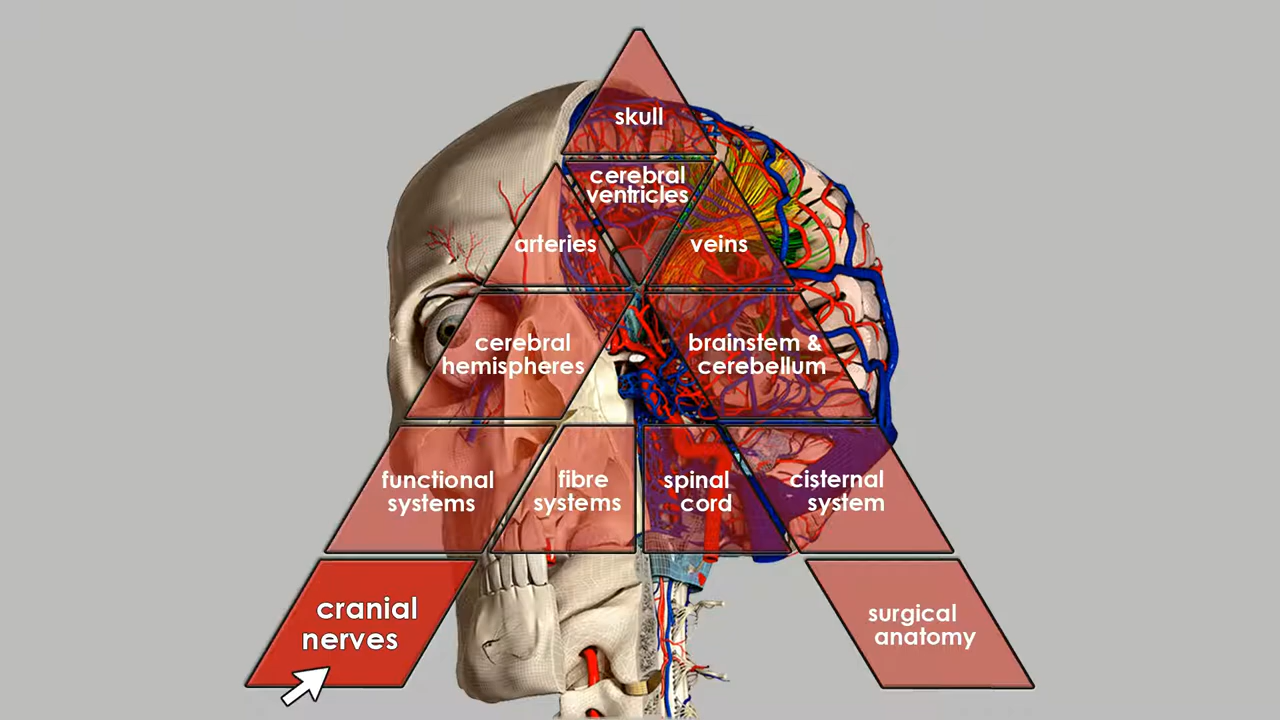 skull
cerebral
ventricles
arteries
veins
cerebral
hemispheres
brainstem &
cerebellum
functional
systems
fibre
systems
spinal
cord
cisternal
system
cranial
nerves
surgical
anatomy